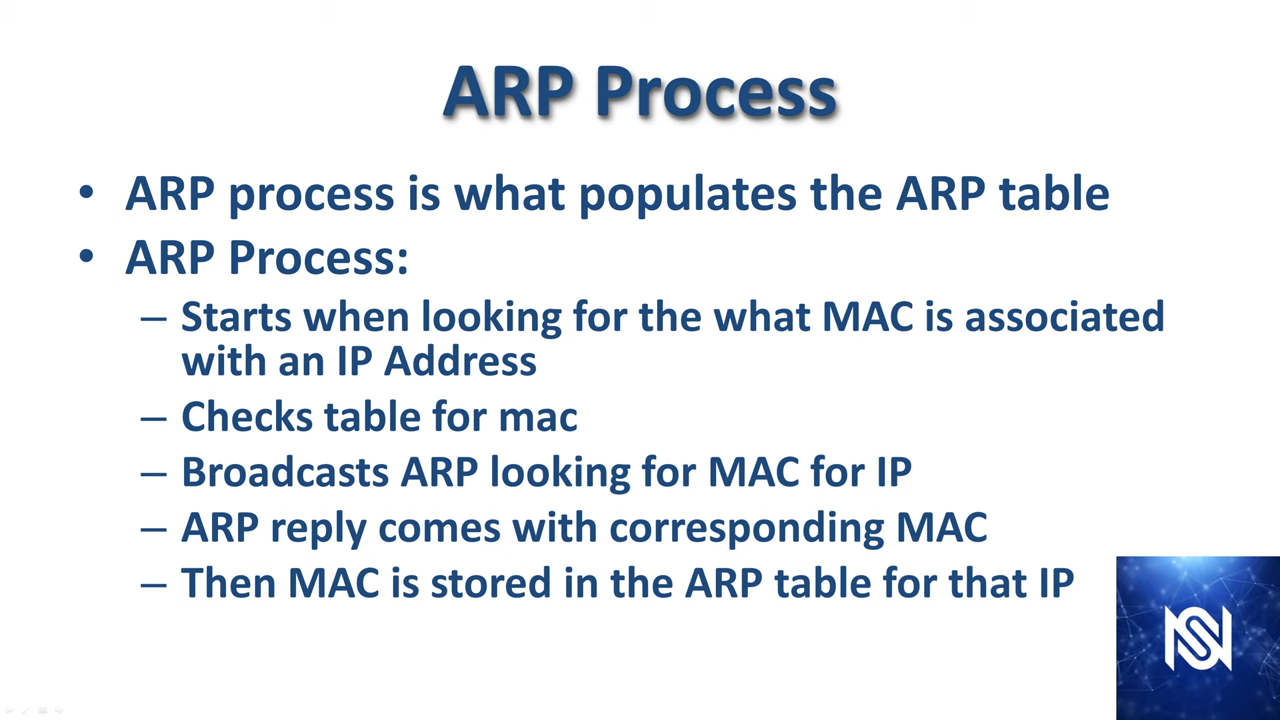 ARP Process
• ARP process is what populates the ARP table
• ARP Process:
– Starts when looking for the what MAC is associated
with an IP Address
– Checks table for mac
– Broadcasts ARP looking for MAC for IP
– ARP reply comes with corresponding MAC
– Then MAC is stored in the ARP table for that IP
NS